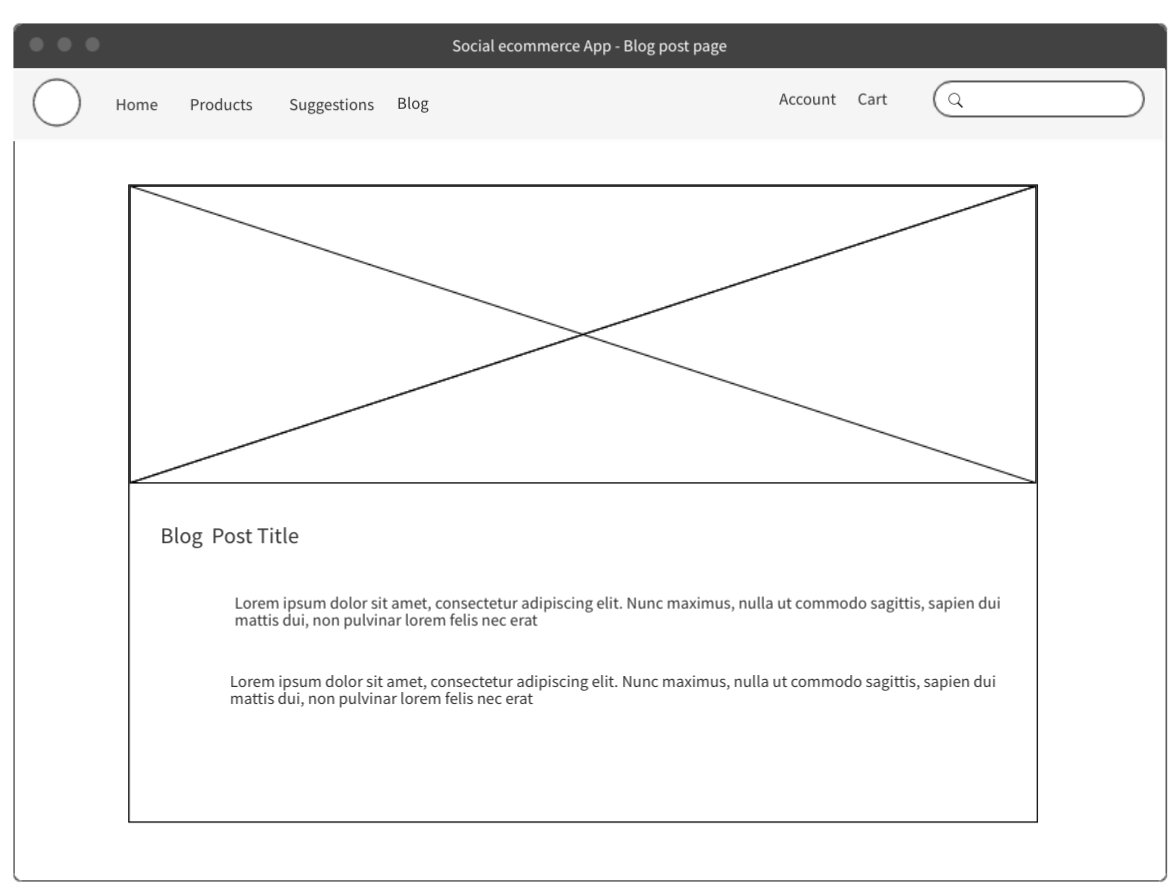 Social ecommerce App - Blog post page
Home Products Suggestions Blog Account Cart
Blog Post Title
Lorem ipsum dolor sit amet, consectetur adipiscing elit. Nunc maximus, nulla ut commodo sagittis, sapien dui
mattis dui, non pulvinar lorem felis nec erat
Lorem ipsum dolor sit amet, consectetur adipiscing elit. Nunc maximus, nulla ut commodo sagittis, sapien dui
mattis dui, non pulvinar lorem felis nec erat